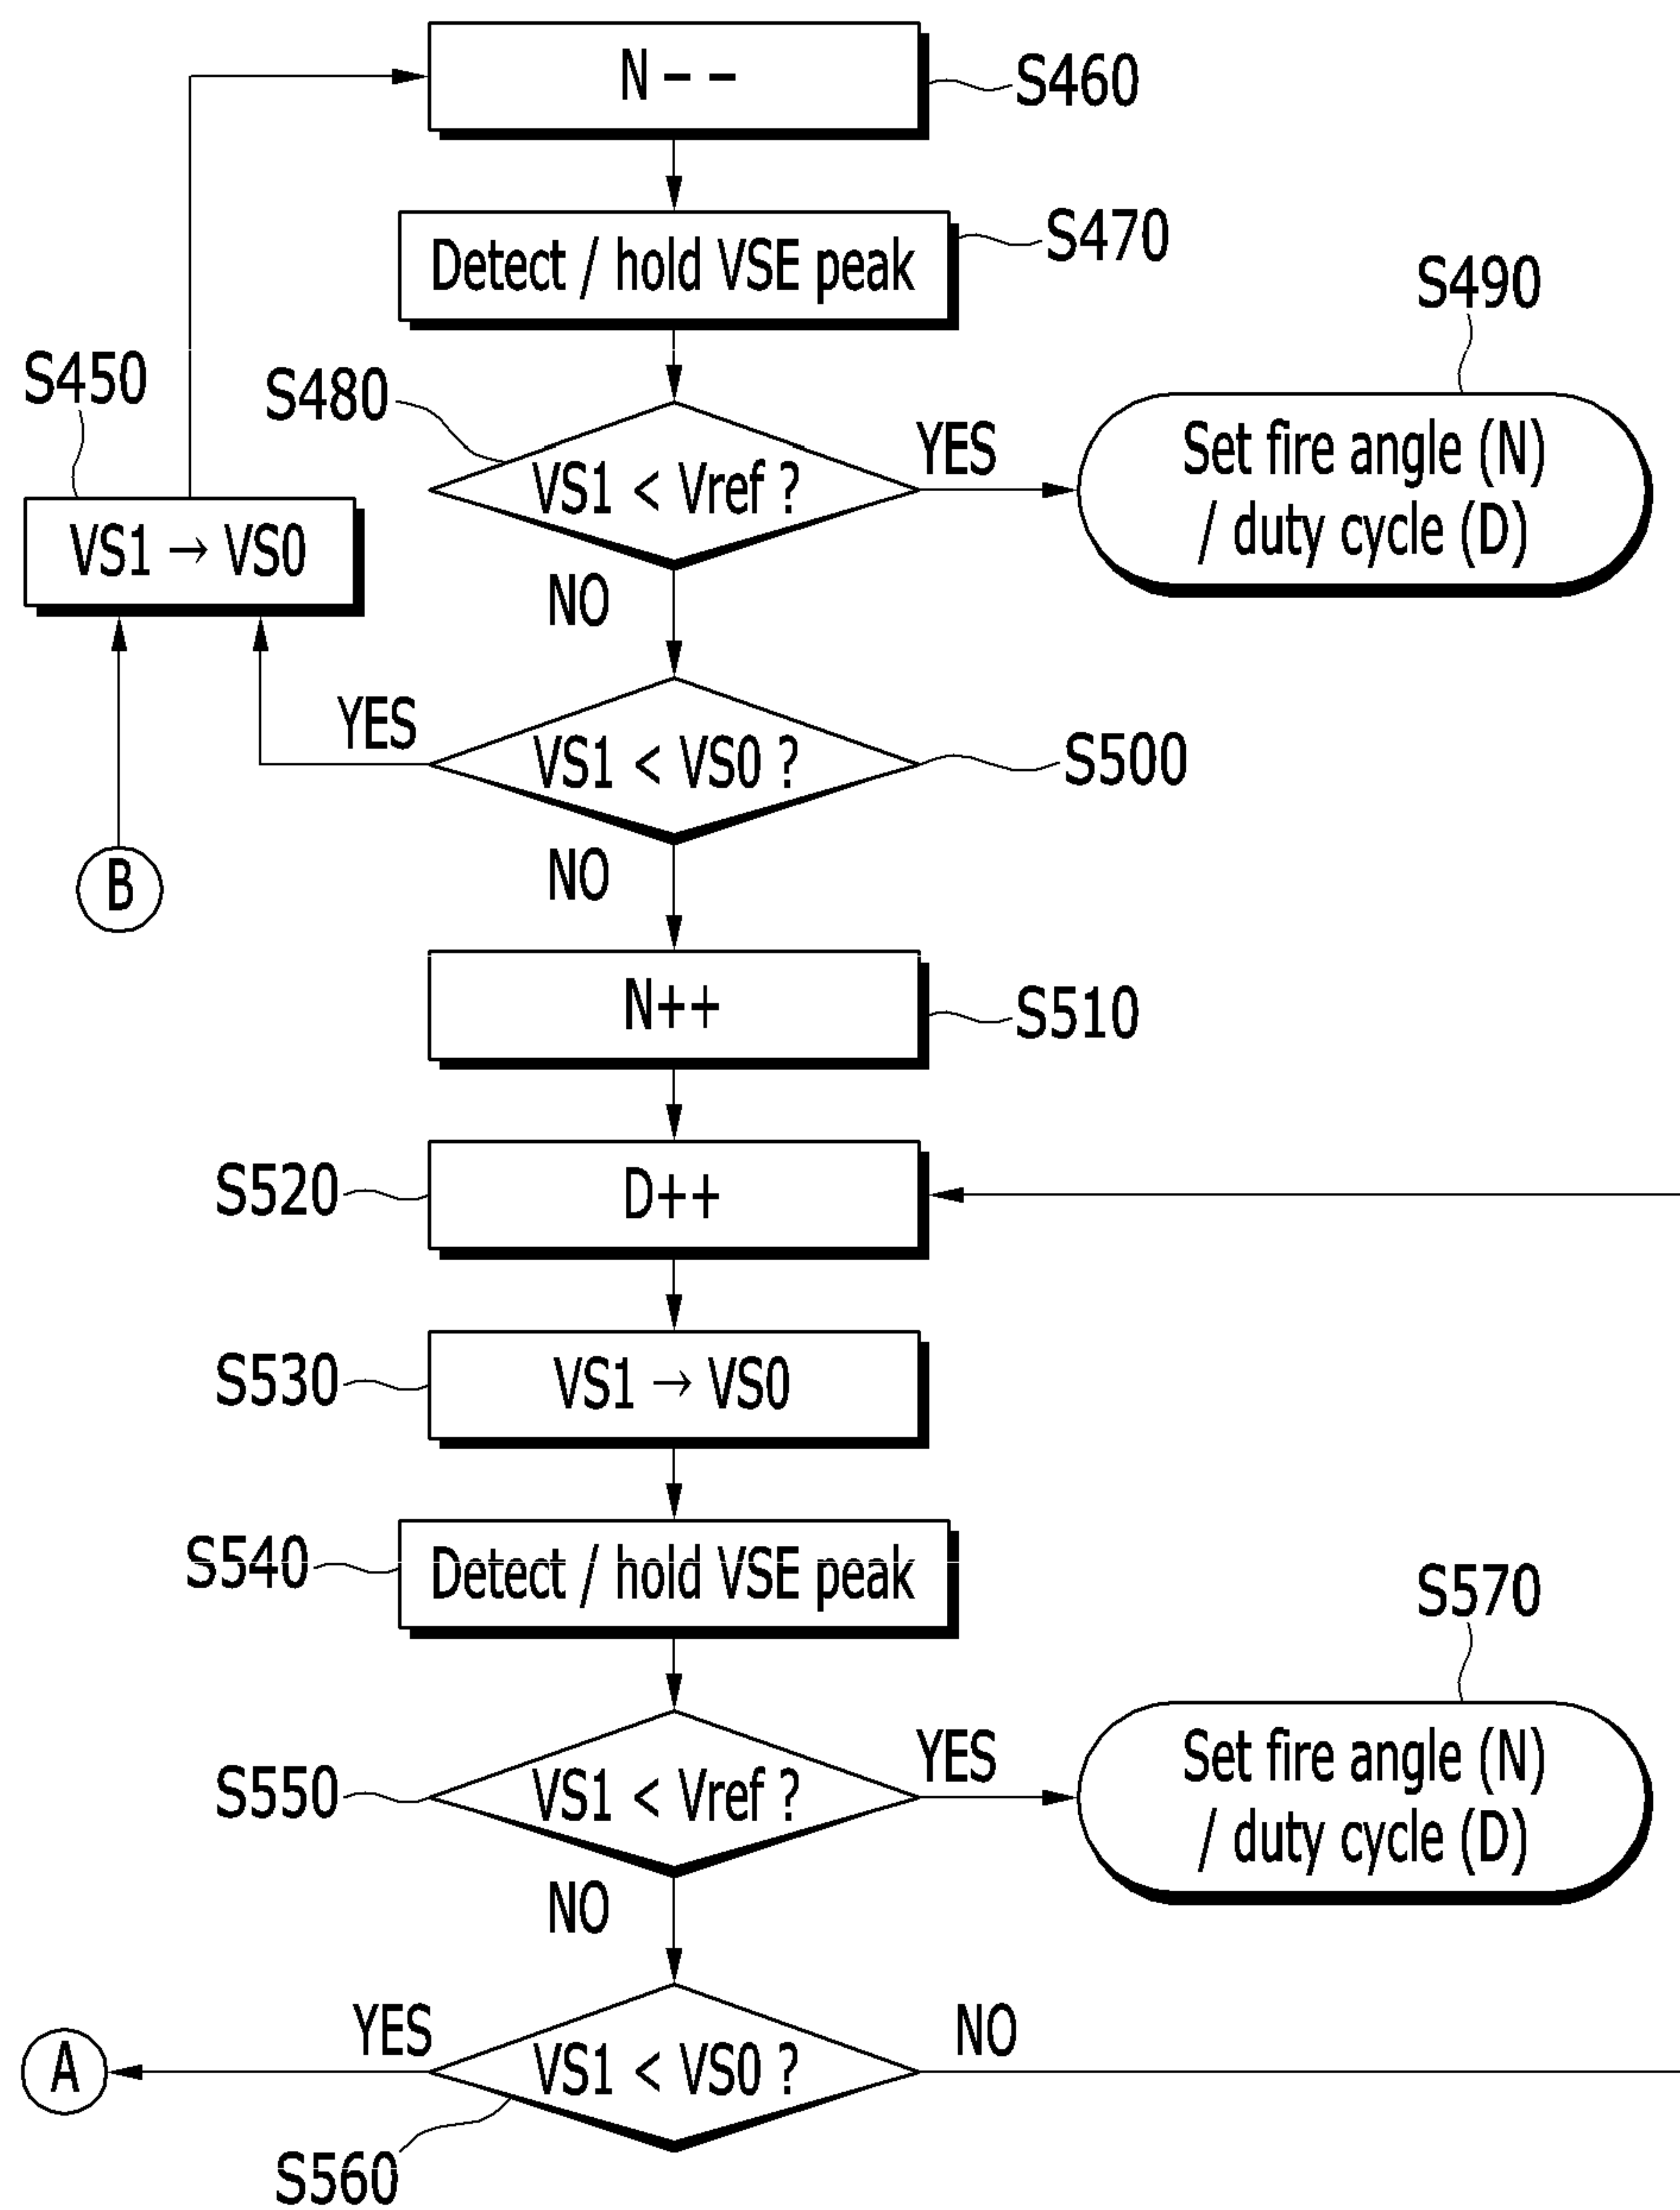 N – –
S460
Detect / hold VSE peak
S470
S490
S450
S480
VS1 < Vref ?
YES
Set fire angle (N)
/ duty cycle (D)
VS1 → VS0
NO
YES
VS1 < VS0 ?
S500
B
NO
N++
S510
S520
D++
S530
VS1 → VS0
S540
Detect / hold VSE peak
S570
S550
VS1 < Vref ?
YES
Set fire angle (N)
/ duty cycle (D)
NO
A
YES
VS1 < VS0 ?
NO
S560